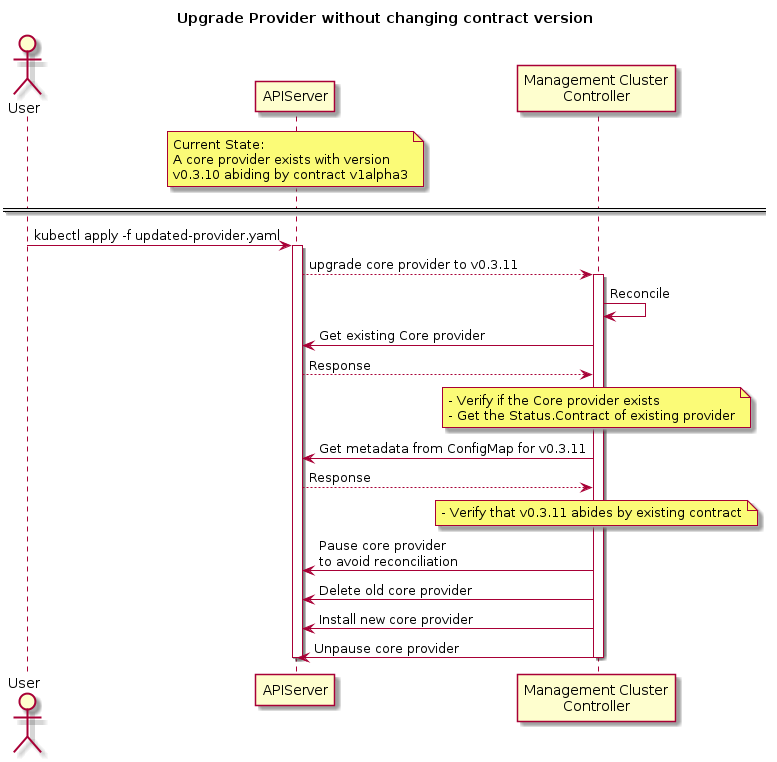 Upgrade Provider without changing contract version
User
APIServer
Management Cluster
Controller
Current State:
A core provider exists with version
v0.3.10 abiding by contract v1alpha3
kubectl apply -f updated-provider.yaml
upgrade core provider to v0.3.11
Reconcile
Get existing Core provider
Response
- Verify if the Core provider exists
- Get the Status.Contract of existing provider
Get metadata from ConfigMap for v0.3.11
Response
- Verify that v0.3.11 abides by existing contract
Pause core provider
to avoid reconciliation
Delete old core provider
Install new core provider
Unpause core provider
User
APIServer
Management Cluster
Controller